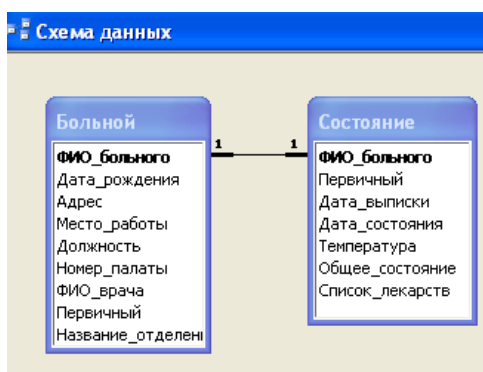 Схема данных
Больной
ФИО_больного
Дата_рождения
Адрес
Место_работы
Должность
Номер_палаты
ФИО_врача
Первичный
Название_отделени
1
1
Состояние
ФИО_больного
Первичный
Дата_выписки
Дата_состояния
Температура
Общее_состояние
Список_лекарств